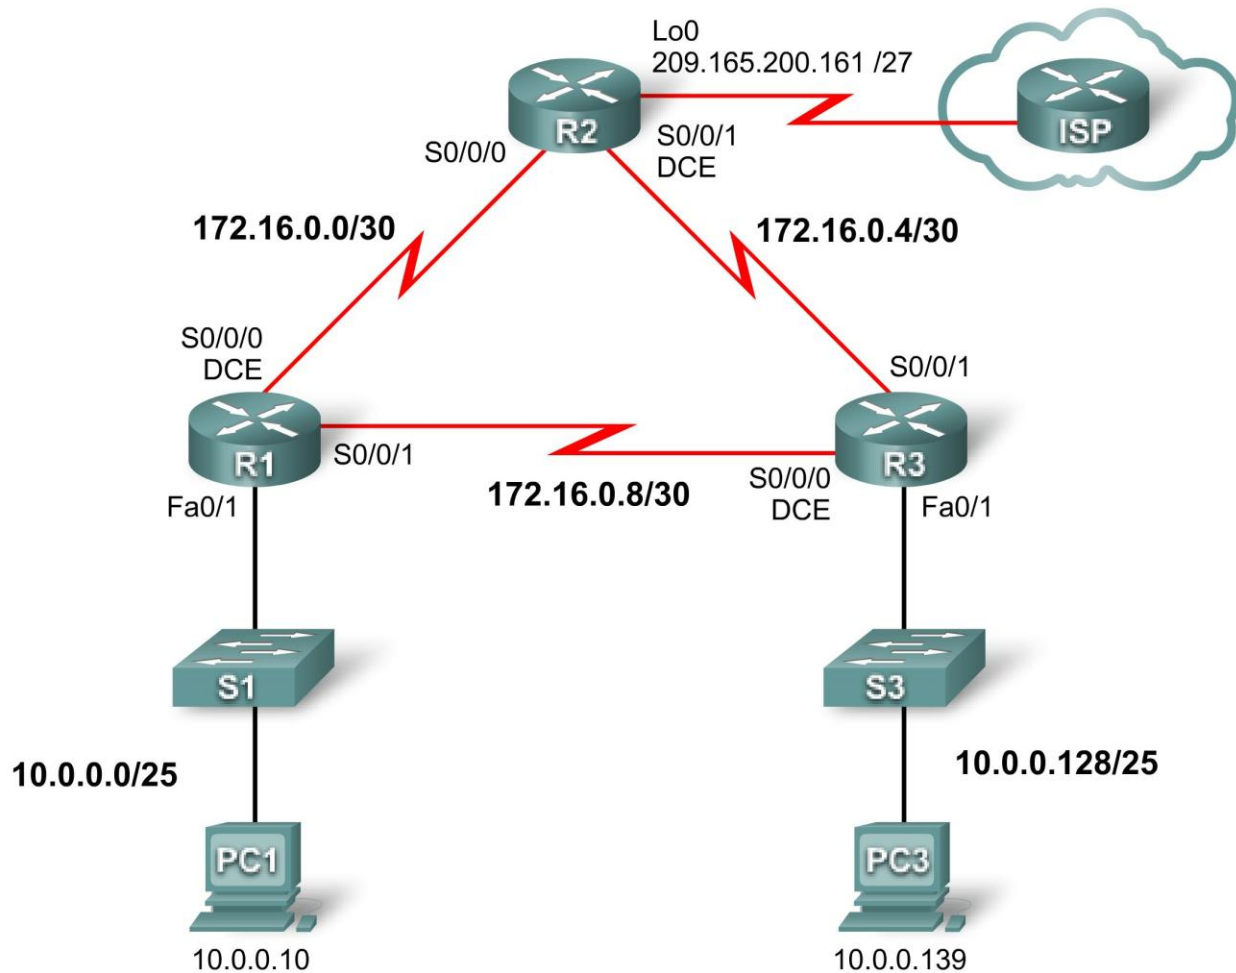 Lo0
209.165.200.161 /27
R2
ISP
S0/0/0
S0/0/1
DCE
172.16.0.0/30
172.16.0.4/30
S0/0/0
DCE
S0/0/1
R1
S0/0/1
R3
172.16.0.8/30
S0/0/0
DCE
Fa0/1
Fa0/1
S1
S3
10.0.0.0/25
10.0.0.128/25
PC1
PC3
10.0.0.10
10.0.0.139